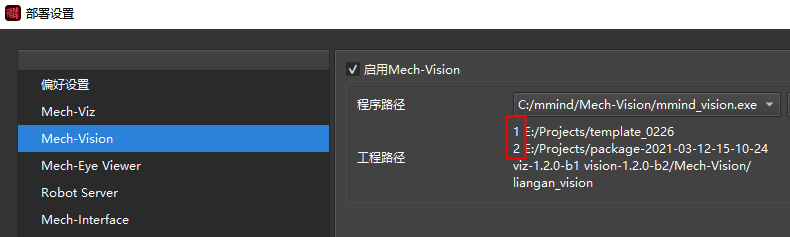 部署设置
偏好设置
Mech-Viz
Mech-Vision
Mech-Eye Viewer
Robot Server
Mech-Interface
启用Mech-Vision
程序路径
C:/mmind/Mech-Vision/mmind_vision.exe
工程路径
1 E:/Projects/template_0226
2 E:/Projects/package-2021-03-12-15-10-24
viz-1.2.0-b1 vision-1.2.0-b2/Mech-Vision/
liangan_vision